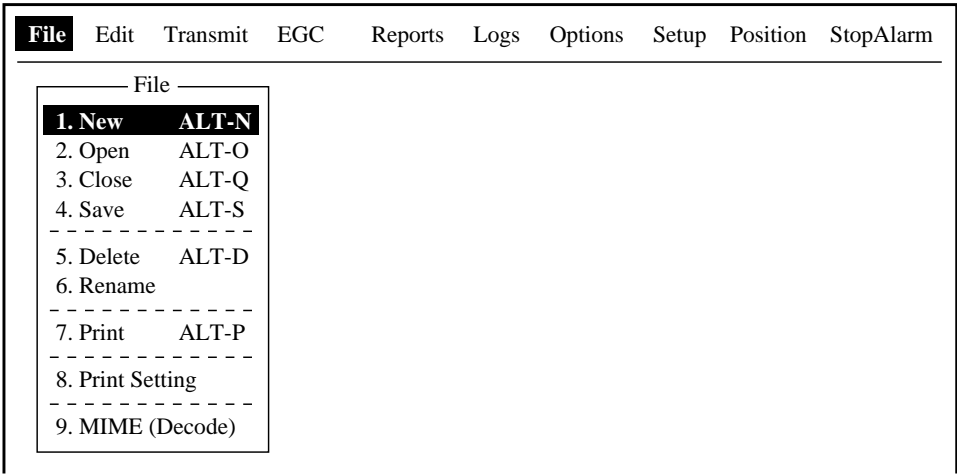 File Edit Transmit EGC Reports Logs Options Setup Position StopAlarm
File
1. New ALT-N
2. Open ALT-O
3. Close ALT-Q
4. Save ALT-S
5. Delete ALT-D
6. Rename
7. Print ALT-P
8. Print Setting
9. MIME (Decode)